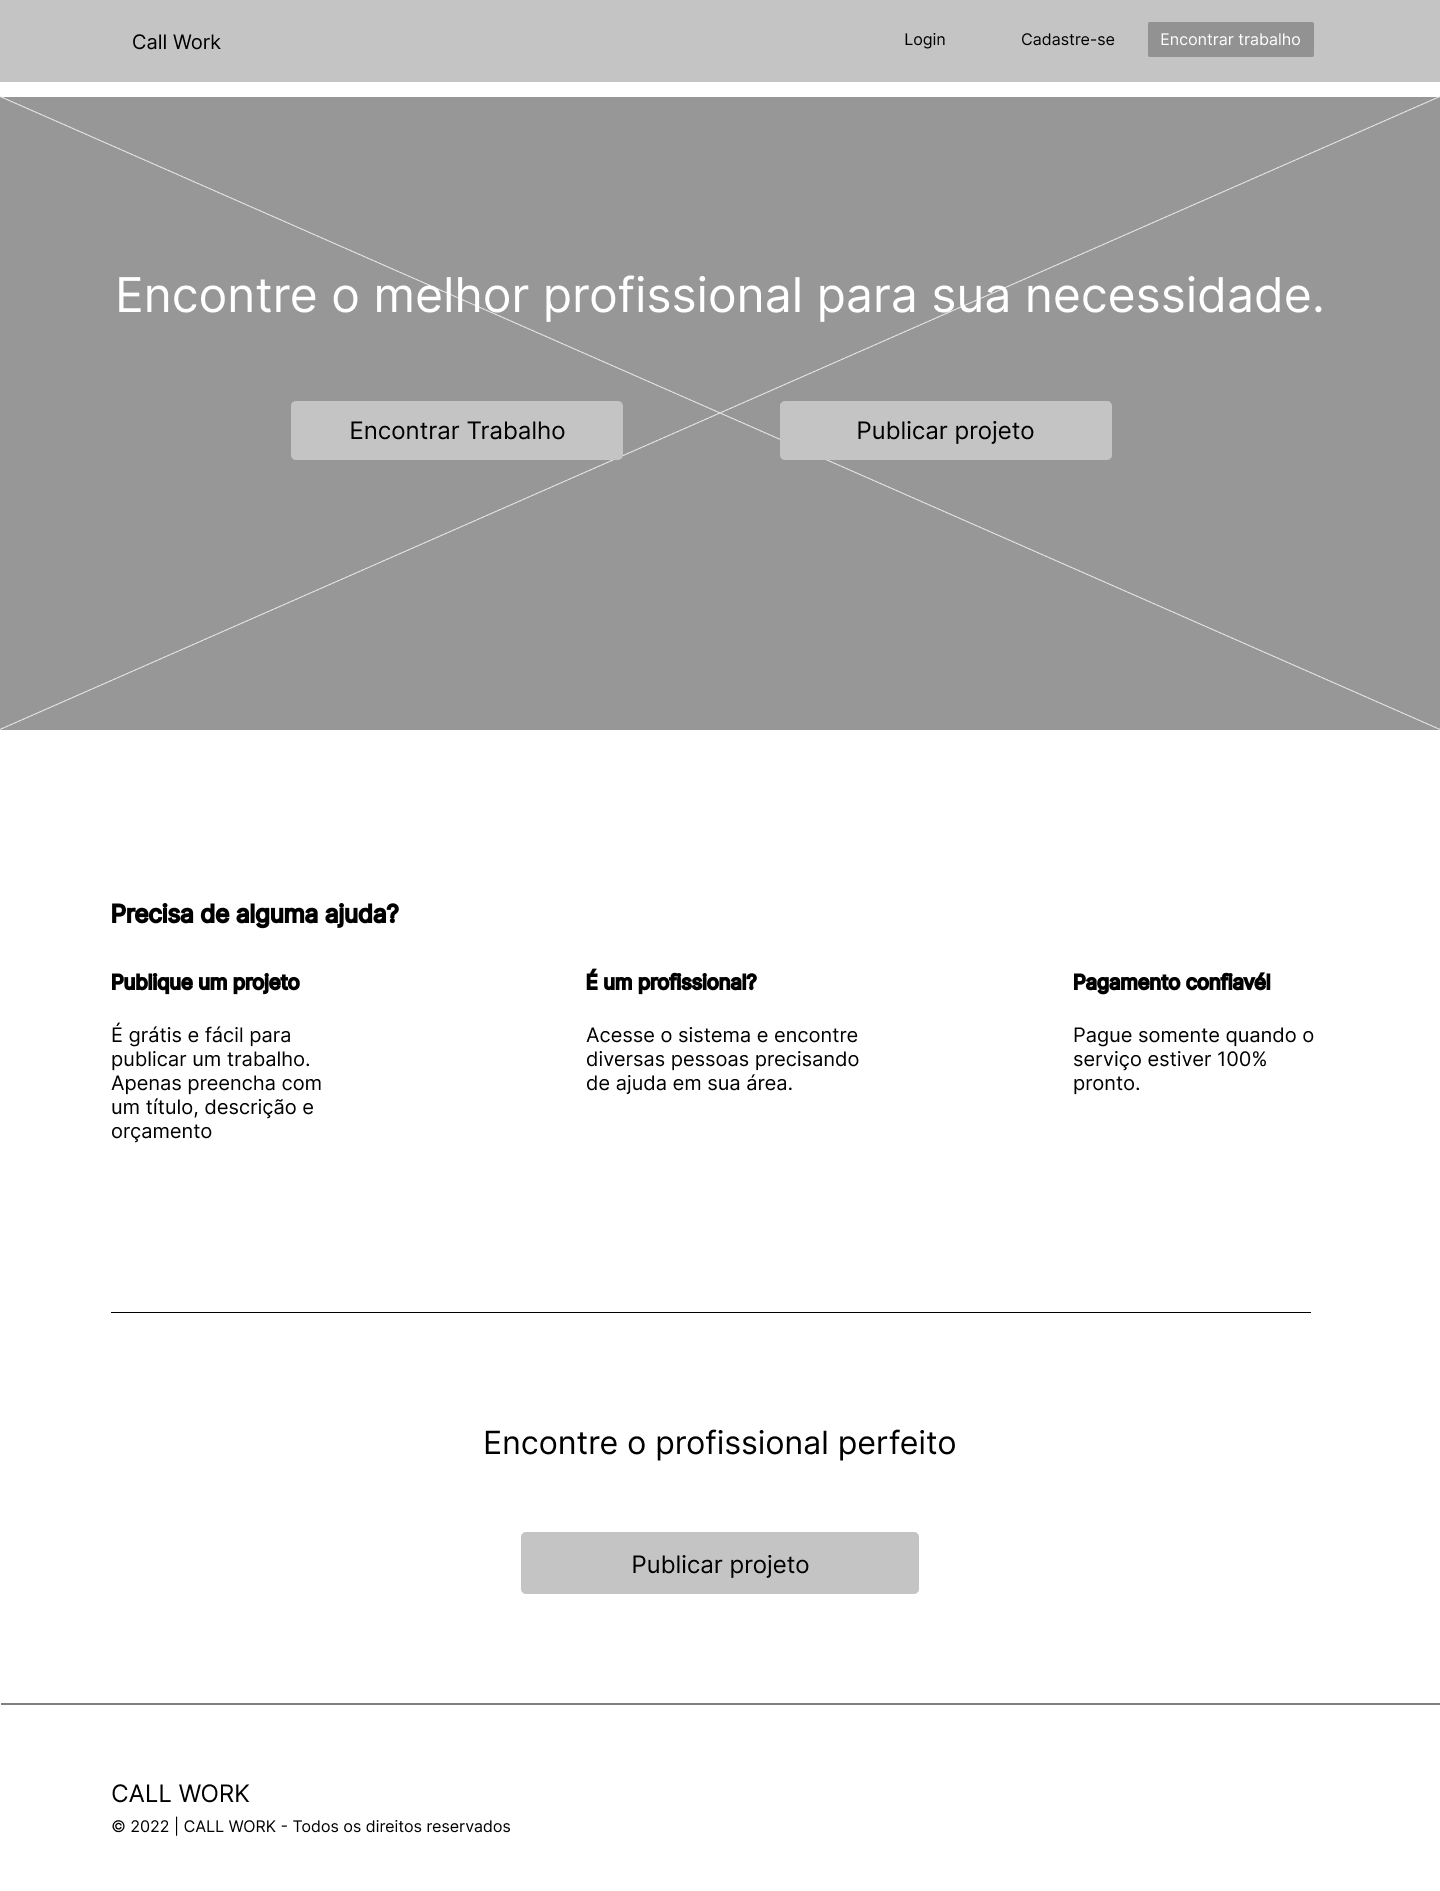 Call Work
Login
Cadastre-se
Encontrar trabalho
Encontre o melhor profissional para sua necessidade.
Encontrar Trabalho
Publicar projeto
Precisa de alguma ajuda?
Publique um projeto
É grátis e fácil para
publicar um trabalho.
Apenas preencha com
um título, descrição e
orçamento
É um profissional?
Acesse o sistema e encontre
diversas pessoas precisando
de ajuda em sua área.
Pagamento confiavél
Pague somente quando o
serviço estiver 100%
pronto.
Encontre o profissional perfeito
Publicar projeto
CALL WORK
© 2022 | CALL WORK - Todos os direitos reservados